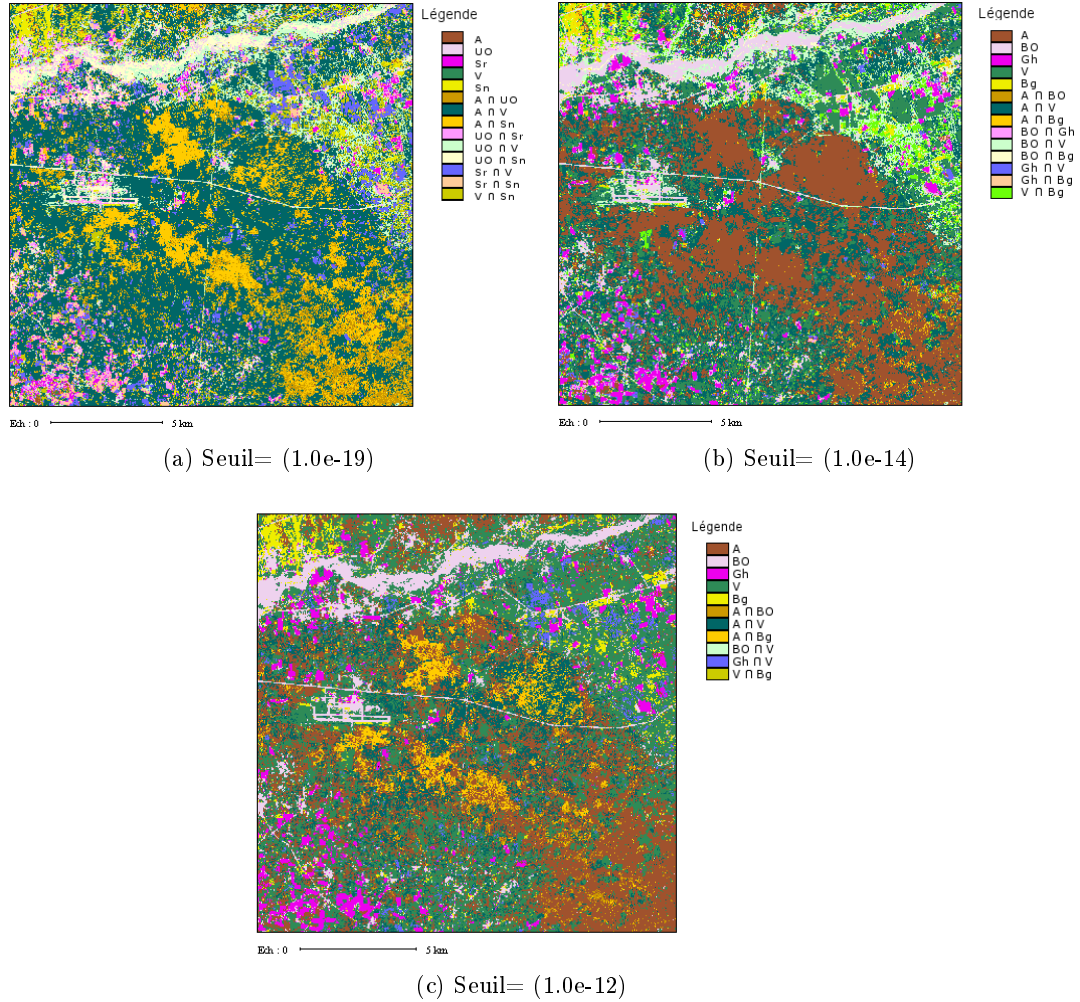 Légende
A
UO
Sr
V
Sn
A ∩ UO
A ∩ V
A ∩ Sn
UO ∩ Sr
UO ∩ V
UO ∩ Sn
Sr ∩ V
Sr ∩ Sn
V ∩ Sn
Ech : 0 5 km
(a) Seuil= (1.0e-19)
Légende
A
BO
Gh
V
Bg
A ∩ BO
A ∩ V
A ∩ Bg
BO ∩ Gh
BO ∩ V
BO ∩ Bg
Gh ∩ V
Gh ∩ Bg
V ∩ Bg
Ech : 0 5 km
(b) Seuil= (1.0e-14)
Légende
A
BO
Gh
V
Bg
A ∩ BO
A ∩ V
A ∩ Bg
BO ∩ V
Gh ∩ V
V ∩ Bg
Ech : 0 5 km
(c) Seuil= (1.0e-12)